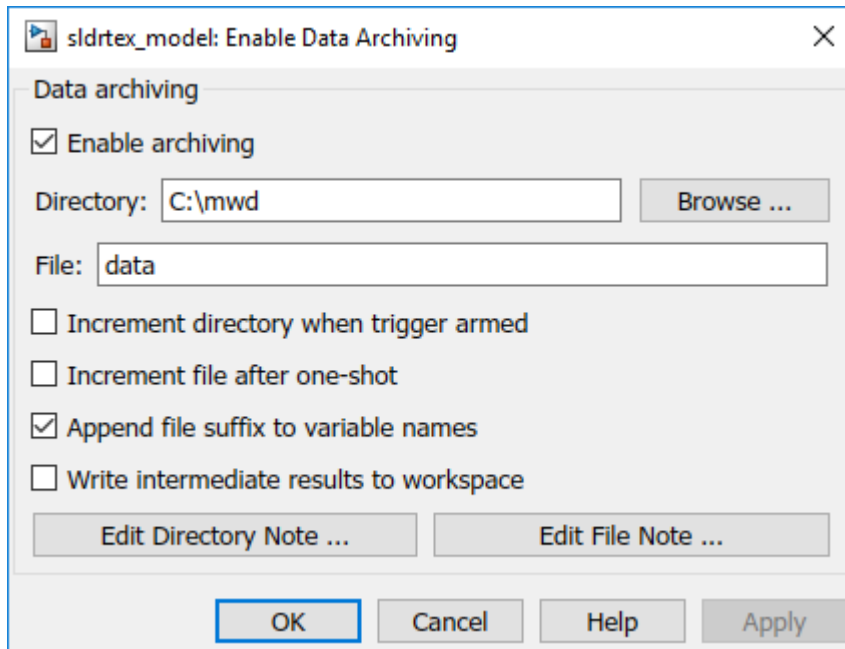 sldrtex_model: Enable Data Archiving
Data archiving
Enable archiving
Directory: C:\mwd Browse ...
File: data
Increment directory when trigger armed
Increment file after one-shot
Append file suffix to variable names
Write intermediate results to workspace
Edit Directory Note ... Edit File Note ...
OK Cancel Help Apply